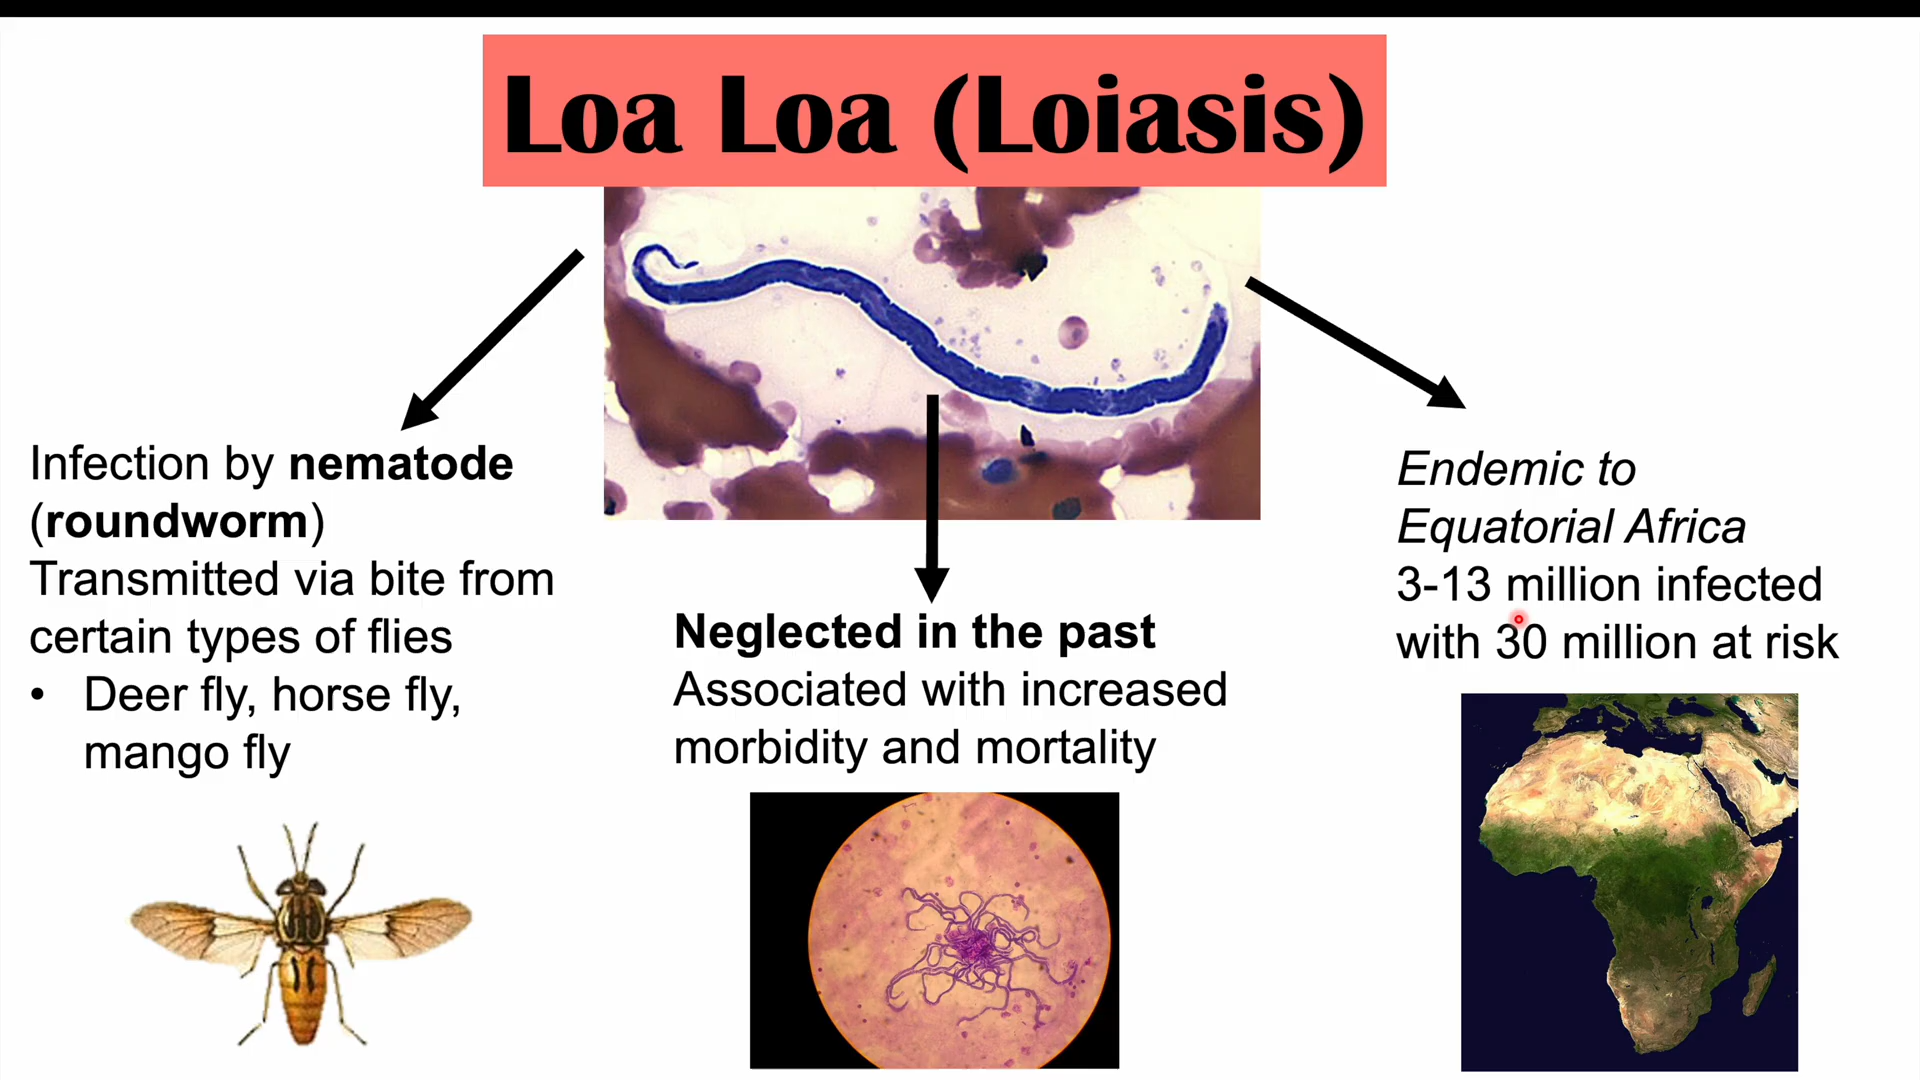 Loa Loa (Loiasis)
Infection by nematode
(roundworm)
Transmitted via bite from
certain types of flies
• Deer fly, horse fly,
mango fly
Neglected in the past
Associated with increased
morbidity and mortality
Endemic to
Equatorial Africa
3-13 million infected
with 30 million at risk